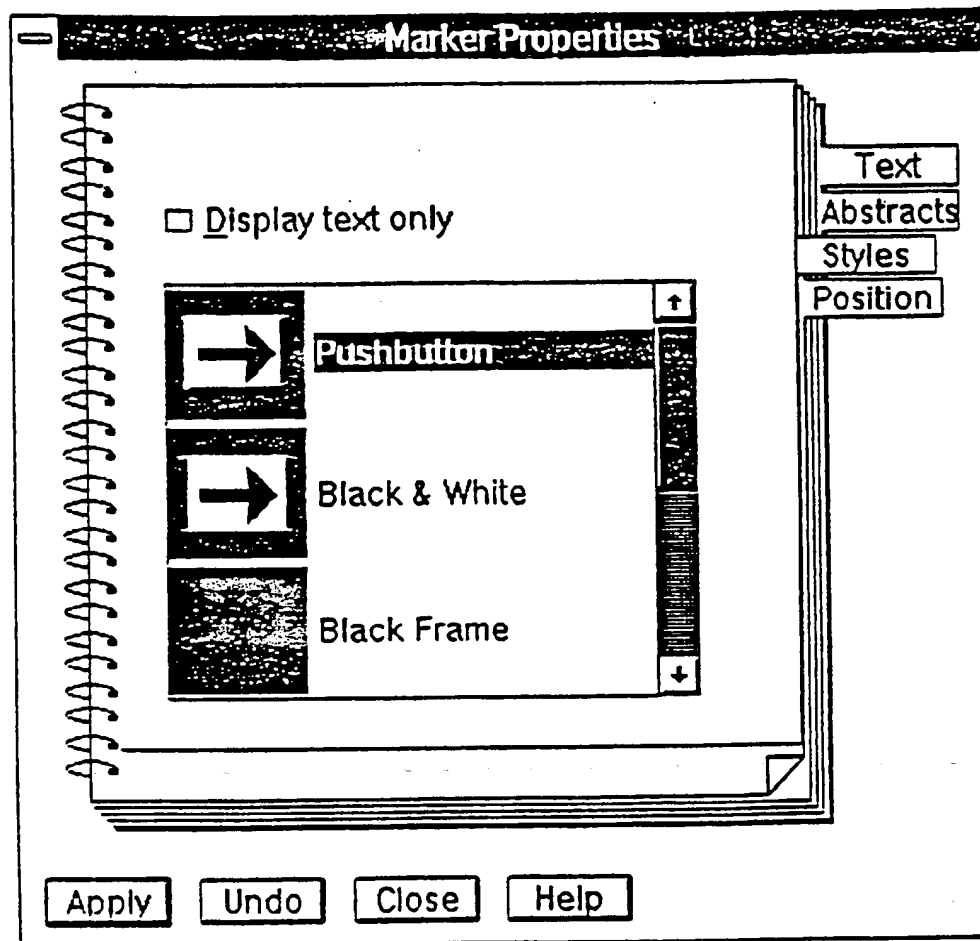 Marker Properties
Text
Abstracts
Styles
Position
Display text only
Pushbutton
Black & White
Black Frame
Apply Undo Close Help